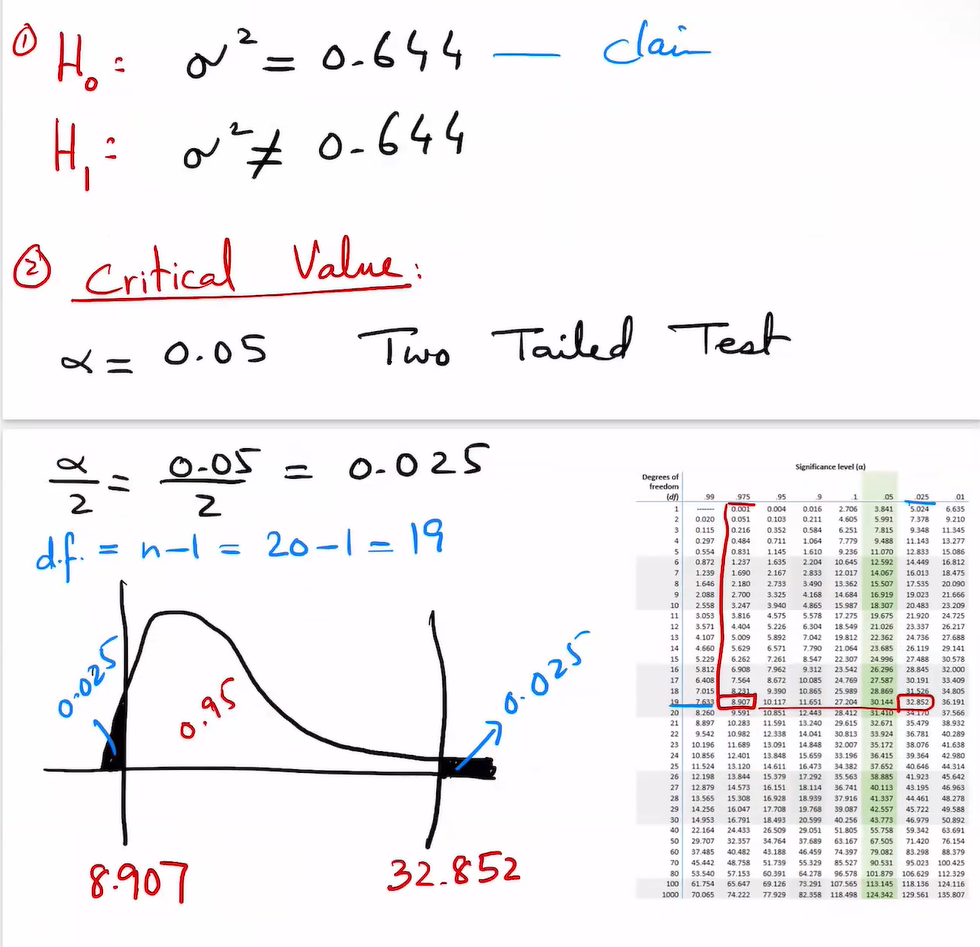 ① H₀: σ² = 0.644 — claim
H₁: σ² ≠ 0.644
② Critical Value:
α = 0.05 Two Tailed Test
α/2 = 0.05/2 = 0.025
d.f. = n-1 = 20-1 = 19
0.025
0.95
0.025
8.907
32.852
Significance level (α)
Degrees of
freedom
(df) .99 .975 .95 .9 .1 .05 .025 .01
1 ------ 0.001 0.004 0.016 2.706 3.841 5.024 6.635
2 0.020 0.051 0.103 0.211 4.605 5.991 7.378 9.210
3 0.115 0.216 0.352 0.584 6.251 7.815 9.348 11.345
4 0.297 0.484 0.711 1.064 7.779 9.488 11.143 13.277
5 0.554 0.831 1.145 1.610 9.236 11.070 12.833 15.086
6 0.872 1.237 1.635 2.204 10.645 12.592 14.449 16.812
7 1.239 1.690 2.167 2.833 12.017 14.067 16.013 18.475
8 1.646 2.180 2.733 3.490 13.362 15.507 17.535 20.090
9 2.088 2.700 3.325 4.168 14.684 16.919 19.023 21.666
10 2.558 3.247 3.940 4.865 15.987 18.307 20.483 23.209
11 3.053 3.816 4.575 5.578 17.275 19.675 21.920 24.725
12 3.571 4.404 5.226 6.304 18.549 21.026 23.337 26.217
13 4.107 5.009 5.892 7.042 19.812 22.362 24.736 27.688
14 4.660 5.629 6.571 7.790 21.064 23.685 26.119 29.141
15 5.229 6.262 7.261 8.547 22.307 24.996 27.488 30.578
16 5.812 6.908 7.962 9.312 23.542 26.296 28.845 32.000
17 6.408 7.564 8.672 10.085 24.769 27.587 30.191 33.409
18 7.015 8.231 9.390 10.865 25.989 28.869 31.526 34.805
19 7.633 8.907 10.117 11.651 27.204 30.144 32.852 36.191
20 8.260 9.591 10.851 12.443 28.412 31.410 34.170 37.566
21 8.897 10.283 11.591 13.240 29.615 32.671 35.479 38.932
22 9.542 10.982 12.338 14.041 30.813 33.924 36.781 40.289
23 10.196 11.689 13.091 14.848 32.007 35.172 38.076 41.638
24 10.856 12.401 13.848 15.659 33.196 36.415 39.364 42.980
25 11.524 13.120 14.611 16.473 34.382 37.652 40.646 44.314
26 12.198 13.844 15.379 17.292 35.563 38.885 41.923 45.642
27 12.879 14.573 16.151 18.114 36.741 40.113 43.195 46.963
28 13.565 15.308 16.928 18.939 37.916 41.337 44.461 48.278
29 14.256 16.047 17.708 19.768 39.087 42.557 45.722 49.588
30 14.953 16.791 18.493 20.599 40.256 43.773 46.979 50.892
40 22.164 24.433 26.509 29.051 51.805 55.758 59.342 63.691
50 29.707 32.357 34.764 37.689 63.167 67.505 71.420 76.154
60 37.485 40.482 43.188 46.459 74.397 79.082 83.298 88.379
70 45.442 48.758 51.739 55.329 85.527 90.531 95.023 100.425
80 53.540 57.153 60.391 64.278 96.578 101.879 106.629 112.329
100 61.754 65.647 69.126 73.291 107.565 113.145 118.136 124.116
1000 70.065 74.222 77.929 82.358 118.498 124.342 129.561 135.807